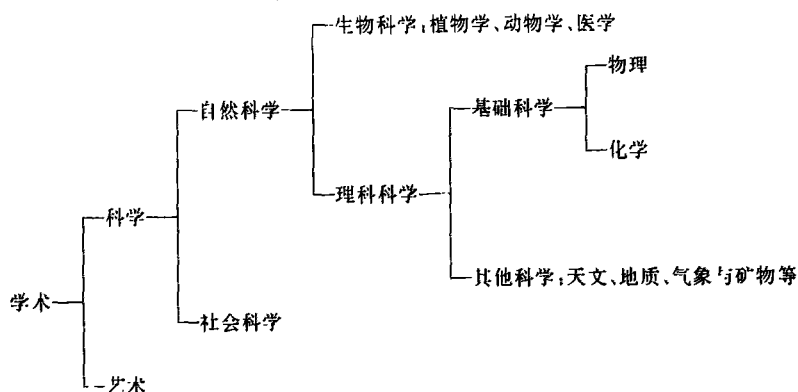 生物科学：植物学、动物学、医学
物理
自然科学
基础科学
化学
理科科学
科学
其他科学：天文、地质、气象与矿物等
学术
社会科学
艺术